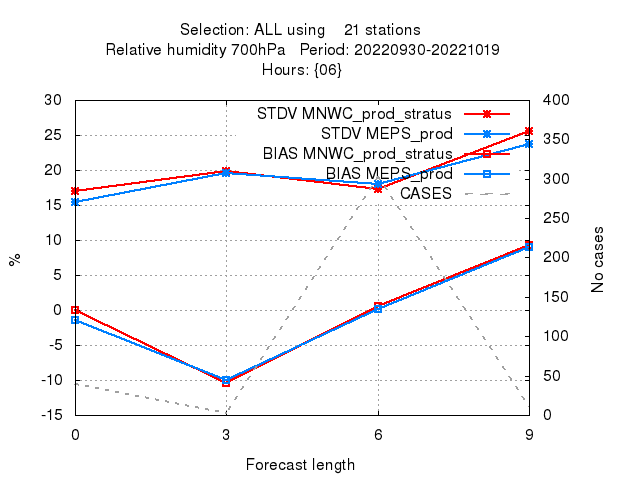 Selection: ALL using    21 stations
Relative humidity 700hPa   Period: 20220930-20221019
Hours: {06}
STDV MNWC_prod_stratus
STDV MEPS_prod
BIAS MNWC_prod_stratus
BIAS MEPS_prod
CASES
30
25
20
15
10
5
0
-5
-10
-15
%
400
350
300
250
200
150
100
50
0
No cases
0 3 6 9
Forecast length